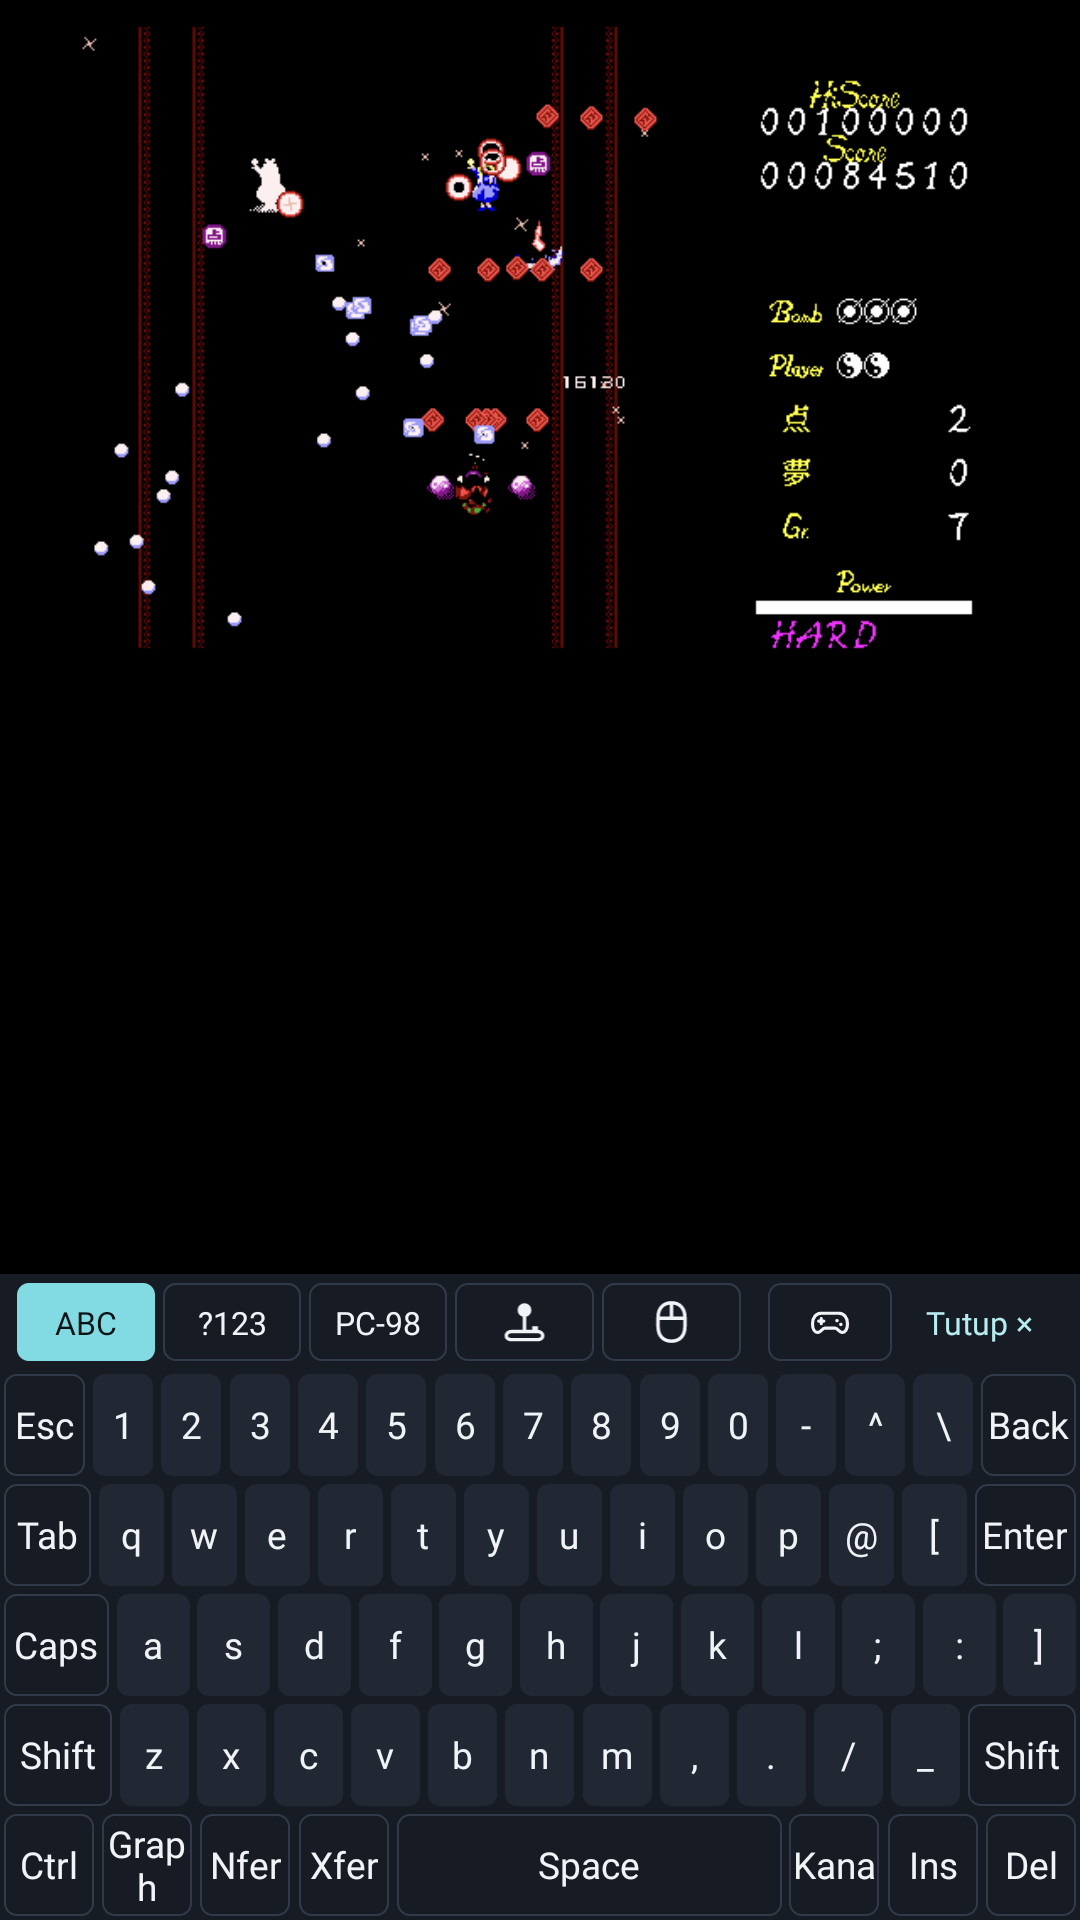 HiScore
00100000
Score
00084510
Bomb
Player
16130
点 2
夢 0
Gr. 7
Power
HARD
ABC ?123 PC-98 Tutup ×
Esc 1 2 3 4 5 6 7 8 9 0 - ^ \ Back
Tab q w e r t y u i o p @ [ Enter
Caps a s d f g h j k l ; : ]
Shift z x c v b n m , . / _ Shift
Ctrl Graph Nfer Xfer Space Kana Ins Del